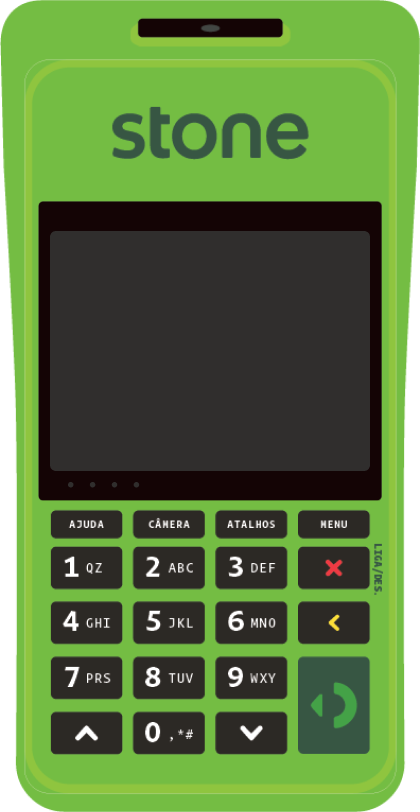 stone
AJUDA CÂMERA ATALHOS MENU
1 QZ 2 ABC 3 DEF
LIGA/DES.
4 GHI 5 JKL 6 MNO
7 PRS 8 TUV 9 WXY
0 ,*#